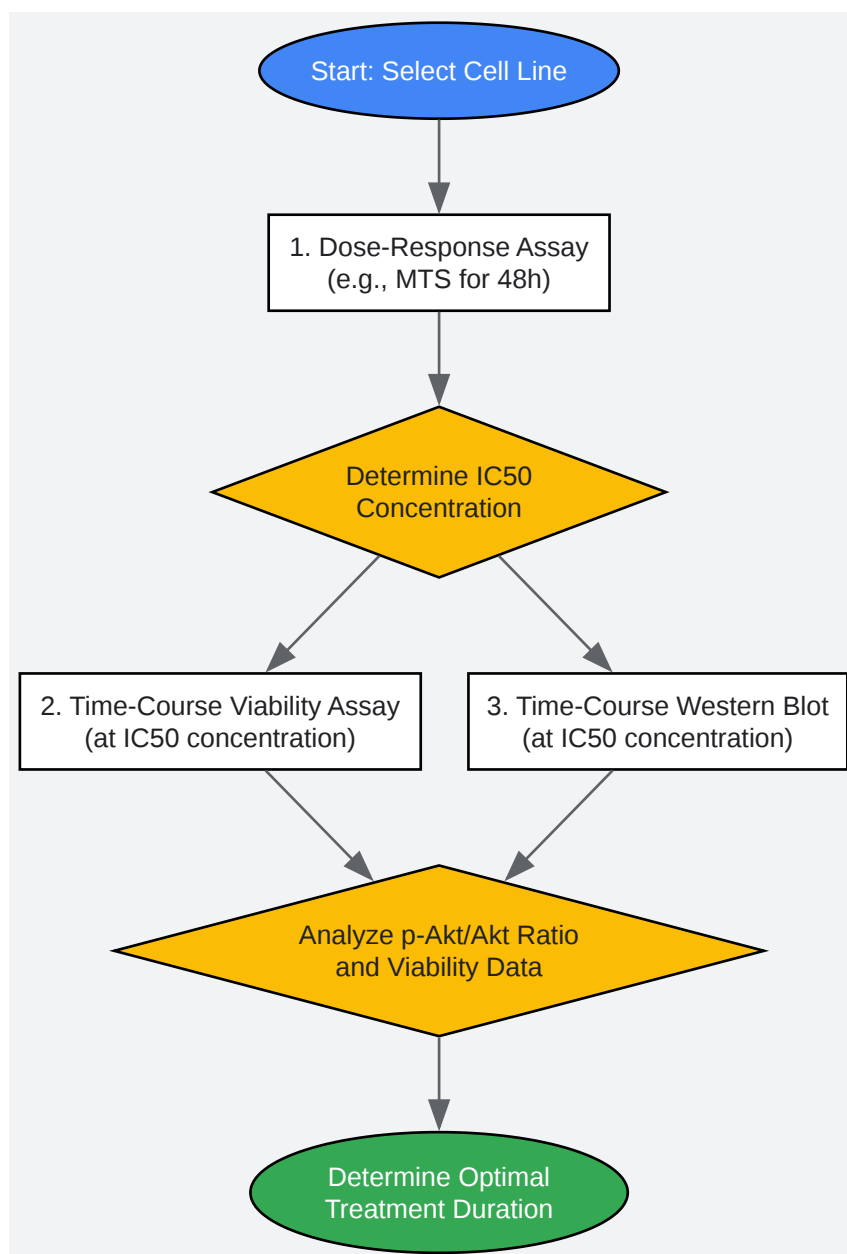 Start: Select Cell Line
1. Dose-Response Assay
(e.g., MTS for 48h)
Determine IC50
Concentration
2. Time-Course Viability Assay
(at IC50 concentration)
3. Time-Course Western Blot
(at IC50 concentration)
Analyze p-Akt/Akt Ratio
and Viability Data
Determine Optimal
Treatment Duration